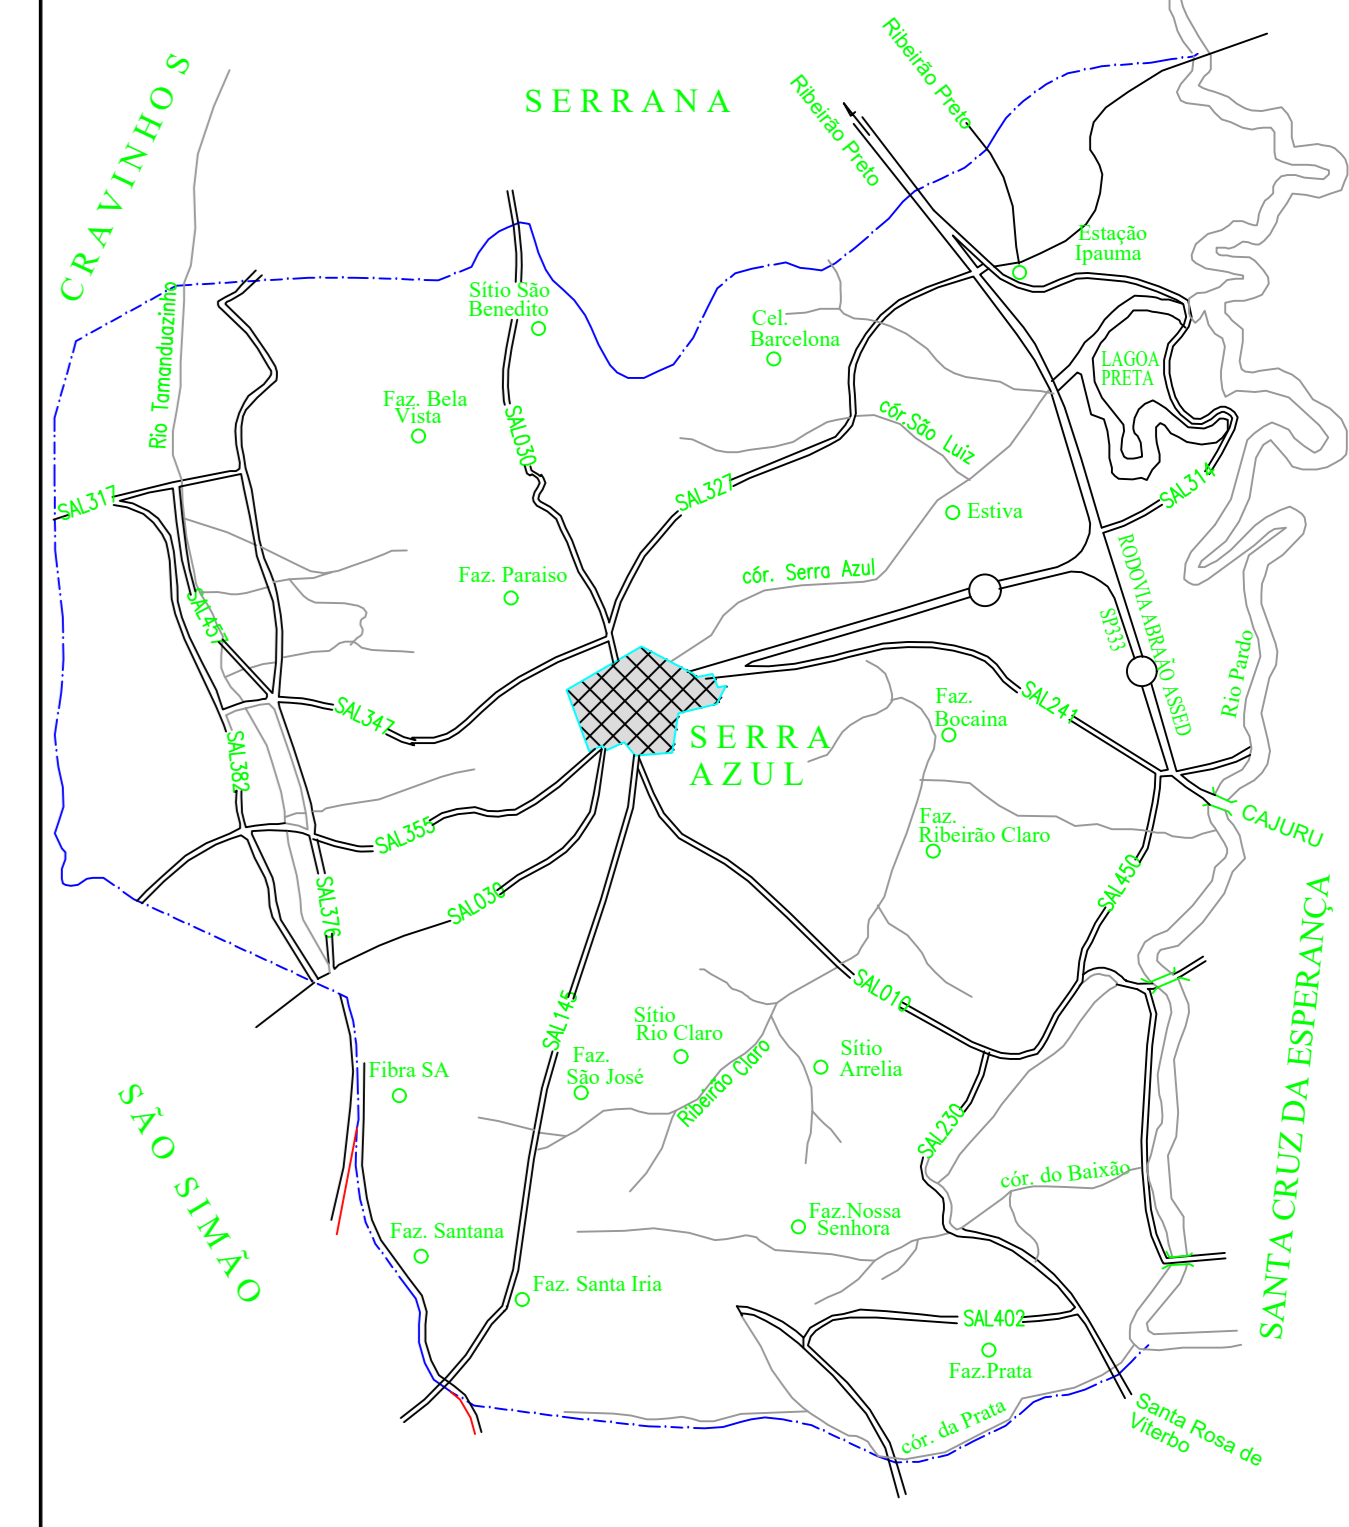 Ribeirão Preto
CRAVINHOS
SERRANA
Ribeirão Preto
Estação
Ipauma
Rio Tamanduazinho
Sítio São
Benedito
Cel.
Barcelona
LAGOA
PRETA
Faz. Bela
Vista
SAL030
cór.São Luiz
SAL327
SAL317
SAL314
Estiva
RODOVIA ABRAÃO ASSED
SP333
cór. Serra Azul
Faz. Paraiso
SAL457
Rio Pardo
SAL347
SAL241
Faz.
Bocaina
SERRA
AZUL
SAL382
SAL355
Faz.
Ribeirão Claro
CAJURU
SAL450
SAL376
SAL030
SANTA CRUZ DA ESPERANÇA
SAL010
SAL145
Sítio
Rio Claro
Ribeirão Claro
Sítio
Arrelia
Faz.
São José
Fibra SA
SÃO SIMÃO
SAL230
cór. do Baixão
Faz.Nossa
Senhora
Faz. Santana
Faz. Santa Iria
SAL402
Faz.Prata
cór. da Prata
Santa Rosa de
Viterbo